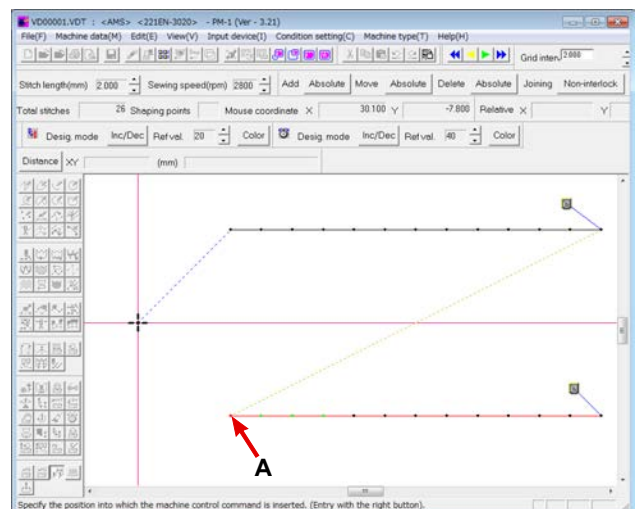 VD00001.VDT : <AMS> <221EN-3020> - PM-1 (Ver - 3.21)
File(F) Machine data(M) Edit(E) View(V) Input device(I) Condition setting(C) Machine type(T) Help(H)
Grid interv 2.000
Stitch length(mm) 2.000 Sewing speed(rpm) 2800 Add Absolute Move Absolute Delete Absolute Joining Non-interlock
Total stitches 26 Shaping points Mouse coordinate X 30.100 Y -7.800 Relative X Y
Desig. mode Inc/Dec Ref val. 20 Color Desig. mode Inc/Dec Ref val. 40 Color
Distance XY (mm)
A
Specify the position into which the machine control command is inserted. (Entry with the right button).